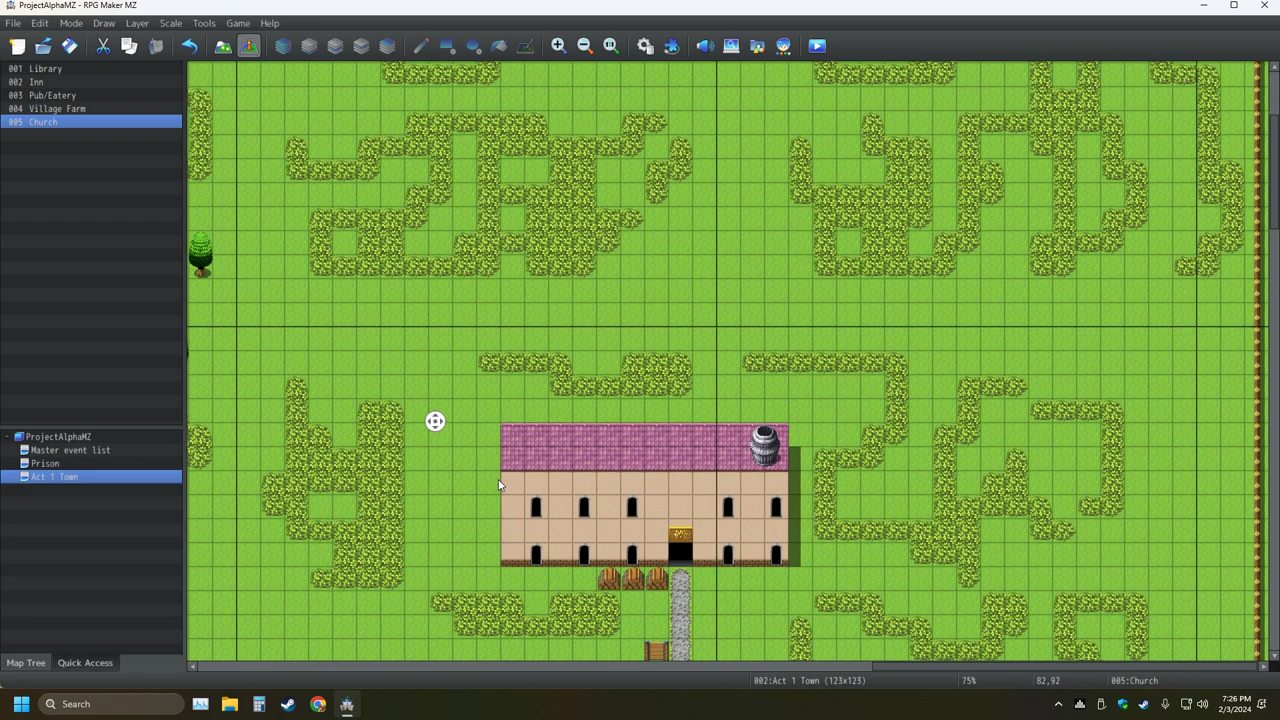 ProjectAlphaMZ - RPG Maker MZ
File Edit Mode Draw Layer Scale Tools Game Help
001 Library
002 Inn
003 Pub/Eatery
004 Village Farm
005 Church
ProjectAlphaMZ
Master event list
Prison
Act 1 Town
Map Tree Quick Access
002:Act 1 Town (123x123) 75% 82,92 005:Church
Search
7:26 PM
2/3/2024